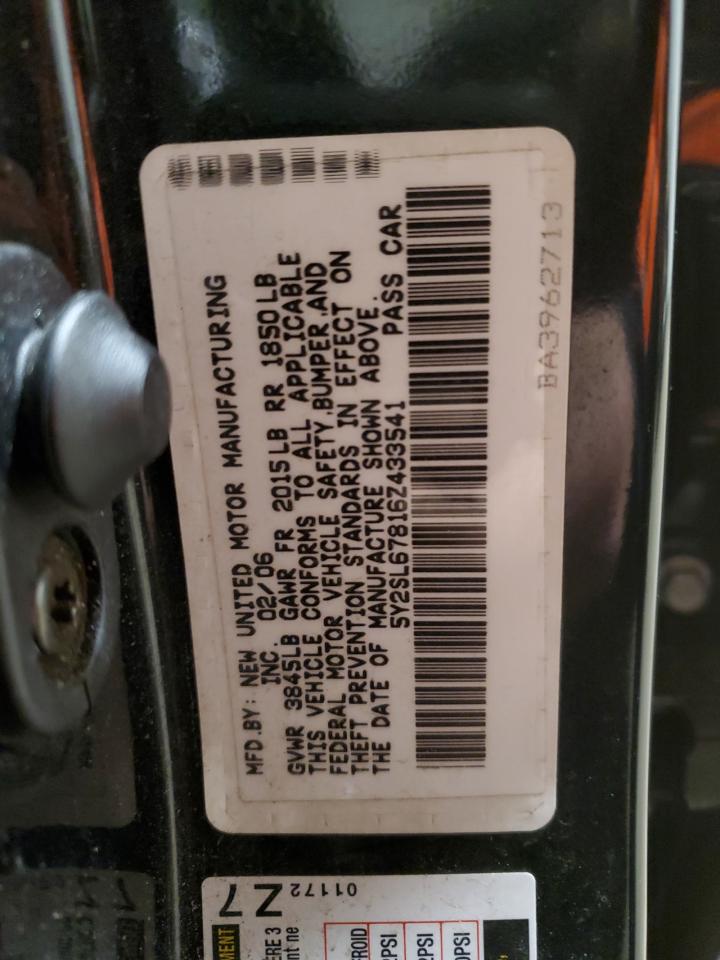 MFD.BY: NEW UNITED MOTOR MANUFACTURING
INC. 02/06
GVWR 3845LB GAWR FR 2015LB RR 1850LB
THIS VEHICLE CONFORMS TO ALL APPLICABLE
FEDERAL MOTOR VEHICLE SAFETY,BUMPER,AND
THEFT PREVENTION STANDARDS IN EFFECT ON
THE DATE OF MANUFACTURE SHOWN ABOVE.
5Y2SL67816Z433541 PASS CAR
BA3962713
Z 7
01172